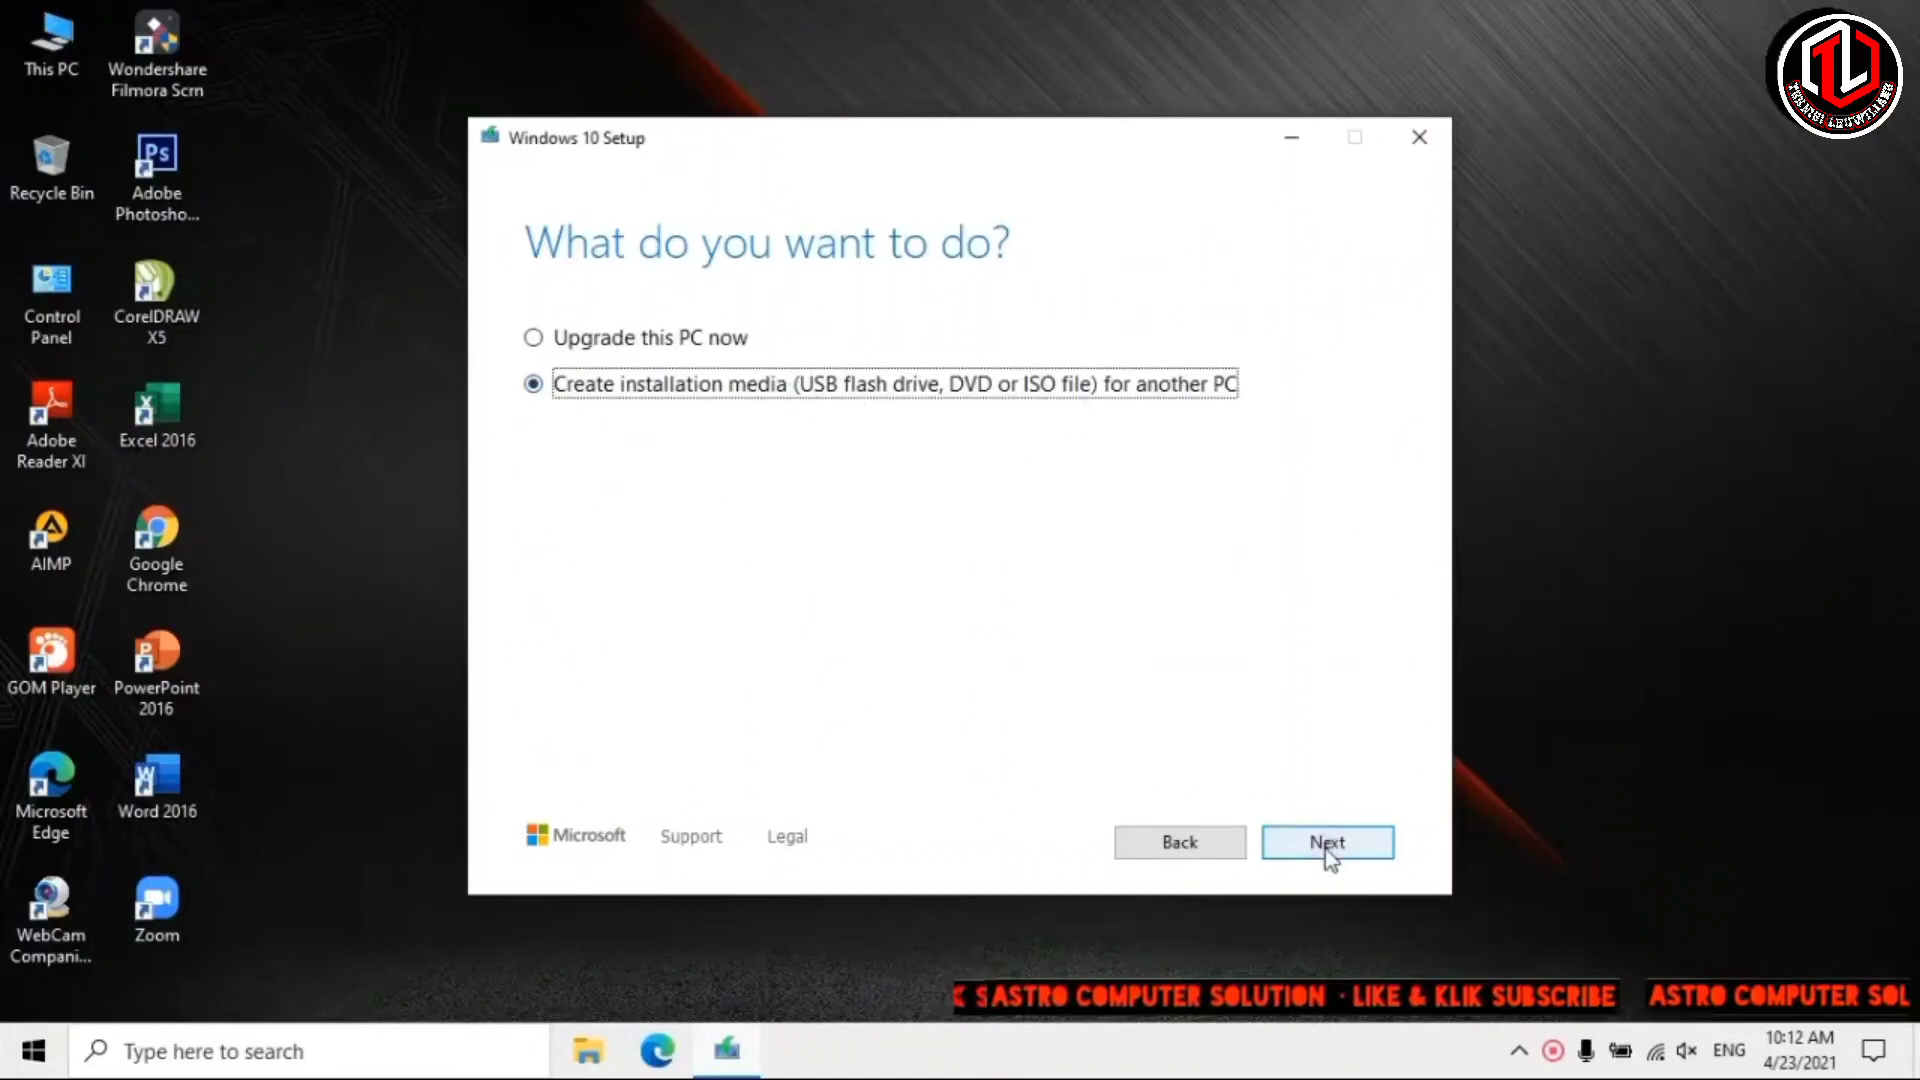 This PC
Wondershare
Filmora Scrn
Recycle Bin
Ps
Adobe
Photosho...
Control
Panel
CorelDRAW
X5
Adobe
Reader XI
Excel 2016
AIMP
Google
Chrome
GOM Player
PowerPoint
2016
Microsoft
Edge
Word 2016
WebCam
Compani...
Zoom
Windows 10 Setup
What do you want to do?
Upgrade this PC now
Create installation media (USB flash drive, DVD or ISO file) for another PC
Microsoft
Support
Legal
Back
Next
TEKNISI LEUWILIANG
K SASTRO COMPUTER SOLUTION · LIKE & KLIK SUBSCRIBE
ASTRO COMPUTER SOL
Type here to search
ENG
10:12 AM
4/23/2021